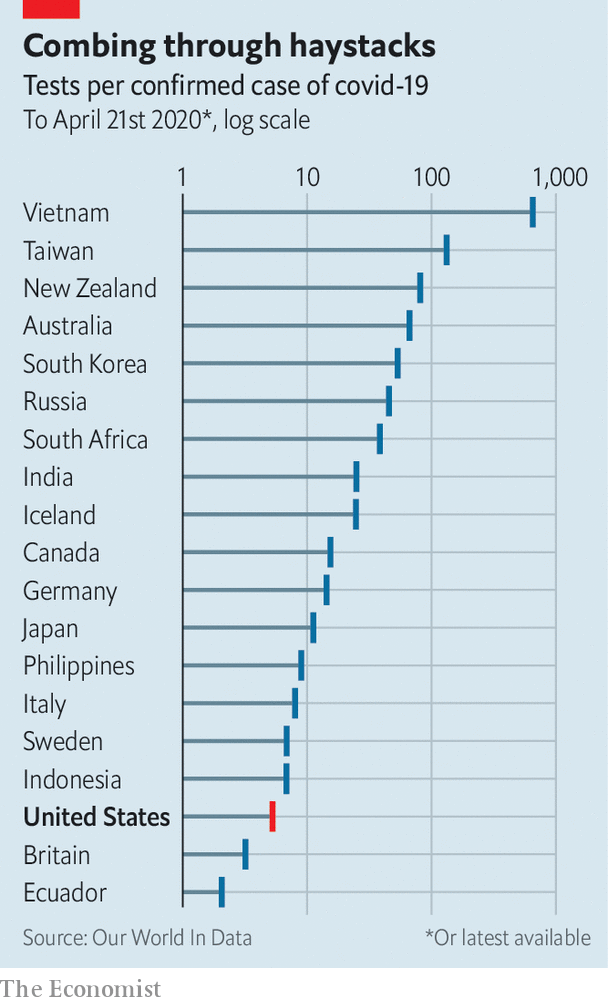 Combing through haystacks
Tests per confirmed case of covid-19
To April 21st 2020*, log scale
1 10 100 1,000
Vietnam
Taiwan
New Zealand
Australia
South Korea
Russia
South Africa
India
Iceland
Canada
Germany
Japan
Philippines
Italy
Sweden
Indonesia
United States
Britain
Ecuador
Source: Our World In Data *Or latest available
The Economist